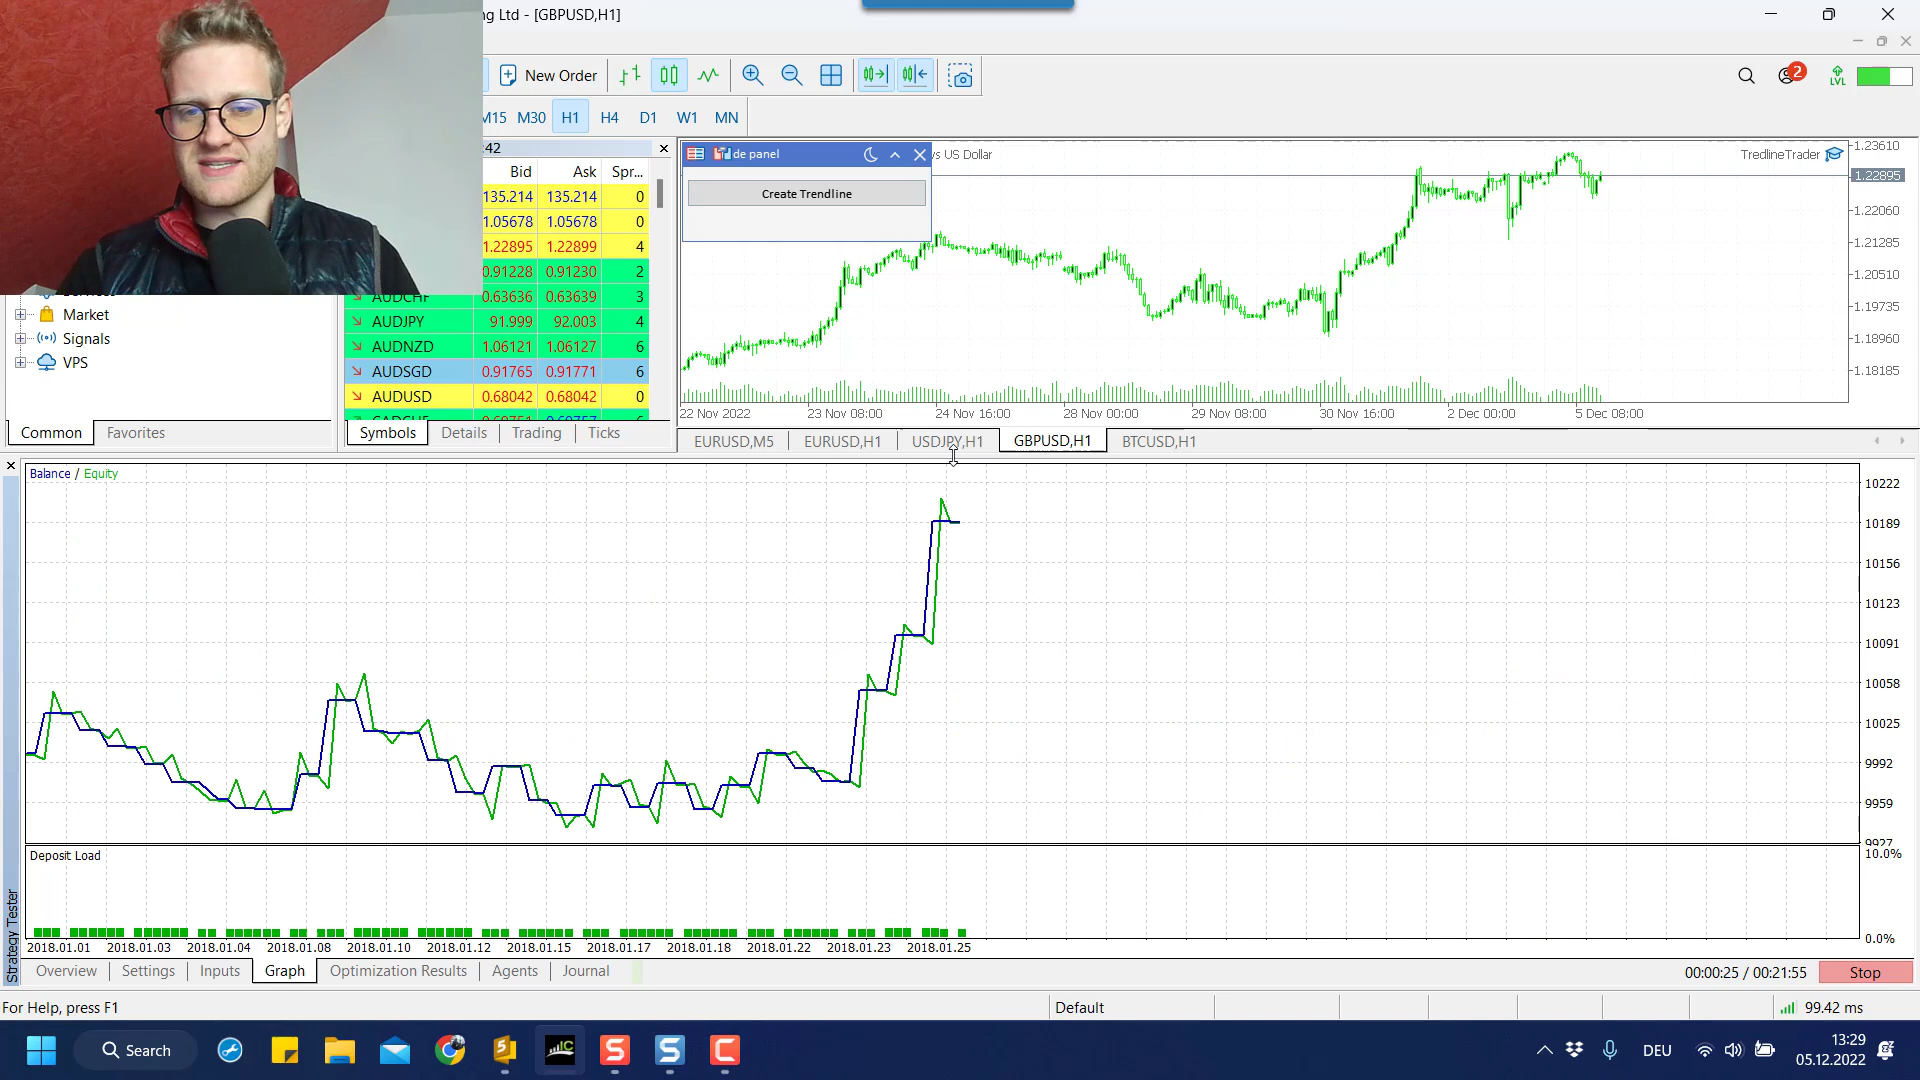 ng Ltd - [GBPUSD,H1]
New Order
2
LVL
M15 M30 H1 H4 D1 W1 MN
:42
Bid Ask Spr...
135.214 135.214 0
1.05678 1.05678 0
1.22895 1.22899 4
0.91228 0.91230 2
AUDCHF 0.63636 0.63639 3
AUDJPY 91.999 92.003 4
AUDNZD 1.06121 1.06127 6
AUDSGD 0.91765 0.91771 6
AUDUSD 0.68042 0.68042 0
Market
Signals
VPS
Common Favorites
Symbols Details Trading Ticks
de panel
Create Trendline
vs US Dollar
TredlineTrader
1.23610
1.22895
1.22060
1.21285
1.20510
1.19735
1.18960
1.18185
22 Nov 2022 23 Nov 08:00 24 Nov 16:00 28 Nov 00:00 29 Nov 08:00 30 Nov 16:00 2 Dec 00:00 5 Dec 08:00
EURUSD,M5 EURUSD,H1 USDJPY,H1 GBPUSD,H1 BTCUSD,H1
Balance / Equity
10222
10189
10156
10123
10091
10058
10025
9992
9959
9927
Deposit Load
10.0%
0.0%
2018.01.01 2018.01.03 2018.01.04 2018.01.08 2018.01.10 2018.01.12 2018.01.15 2018.01.17 2018.01.18 2018.01.22 2018.01.23 2018.01.25
Strategy Tester
Overview Settings Inputs Graph Optimization Results Agents Journal
00:00:25 / 00:21:55 Stop
For Help, press F1
Default
99.42 ms
Search
DEU
13:29
05.12.2022